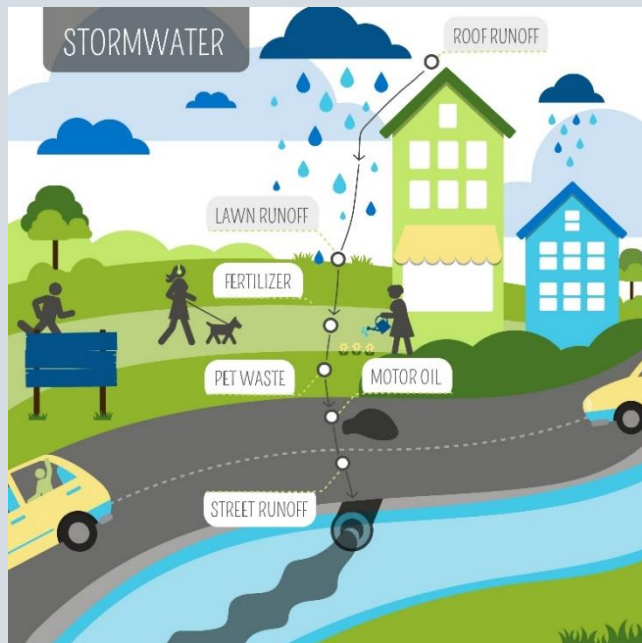 STORMWATER
ROOF RUNOFF
LAWN RUNOFF
FERTILIZER
PET WASTE
MOTOR OIL
STREET RUNOFF